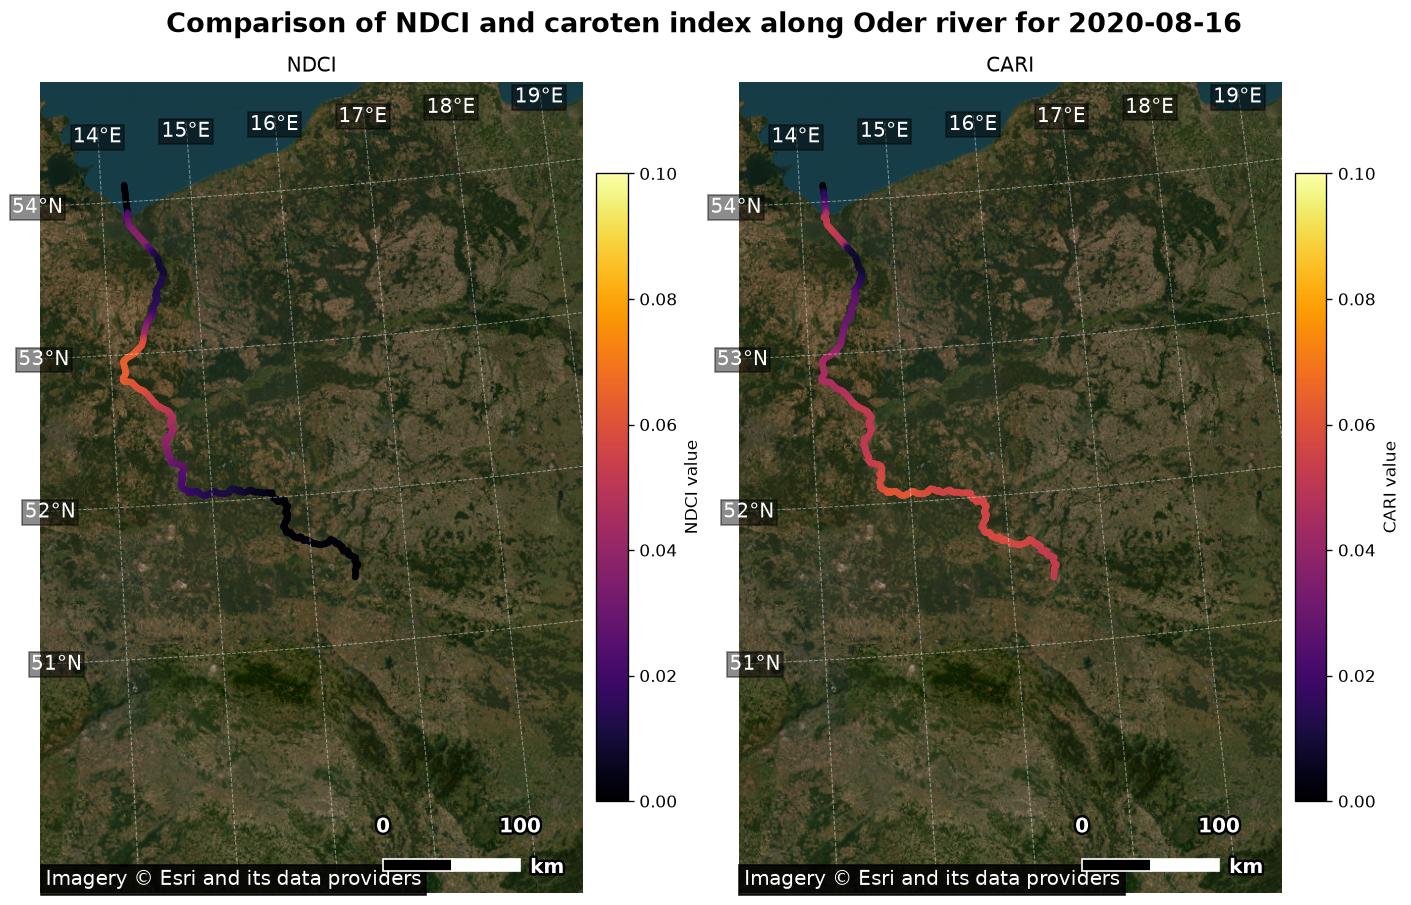 Comparison of NDCI and caroten index along Oder river for 2020-08-16
NDCI
14°E
15°E
16°E
17°E
18°E
19°E
54°N
53°N
52°N
51°N
0 100
km
Imagery © Esri and its data providers
0.10
0.08
0.06
0.04
0.02
0.00
NDCI value
CARI
14°E
15°E
16°E
17°E
18°E
19°E
54°N
53°N
52°N
51°N
0 100
km
Imagery © Esri and its data providers
0.10
0.08
0.06
0.04
0.02
0.00
CARI value